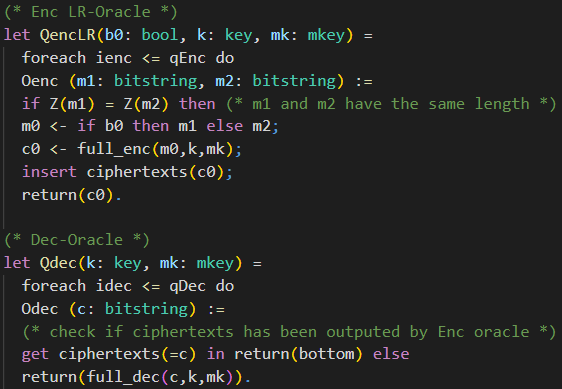 (* Enc LR-Oracle *)
let QencLR(b0: bool, k: key, mk: mkey) =
  foreach ienc <= qEnc do
  Oenc (m1: bitstring, m2: bitstring) :=
  if Z(m1) = Z(m2) then (* m1 and m2 have the same length *)
  m0 <- if b0 then m1 else m2;
  c0 <- full_enc(m0,k,mk);
  insert ciphertexts(c0);
  return(c0).

(* Dec-Oracle *)
let Qdec(k: key, mk: mkey) =
  foreach idec <= qDec do
  Odec (c: bitstring) :=
  (* check if ciphertexts has been outputed by Enc oracle *)
  get ciphertexts(=c) in return(bottom) else
  return(full_dec(c,k,mk)).